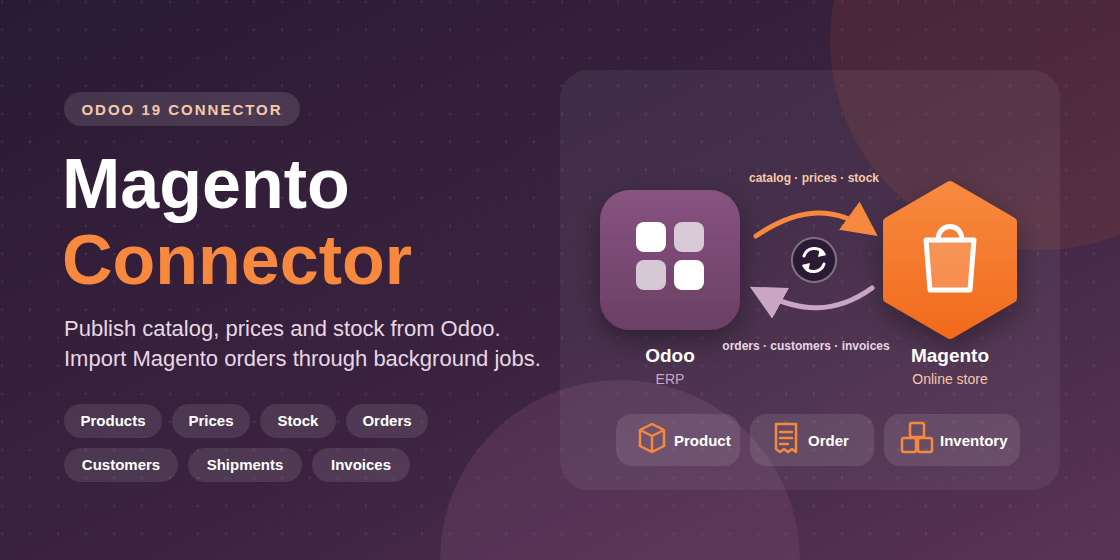 ODOO 19 CONNECTOR
Magento
Connector
Publish catalog, prices and stock from Odoo.
Import Magento orders through background jobs.
Products Prices Stock Orders
Customers Shipments Invoices
catalog · prices · stock
orders · customers · invoices
Odoo
ERP
Magento
Online store
Product Order Inventory